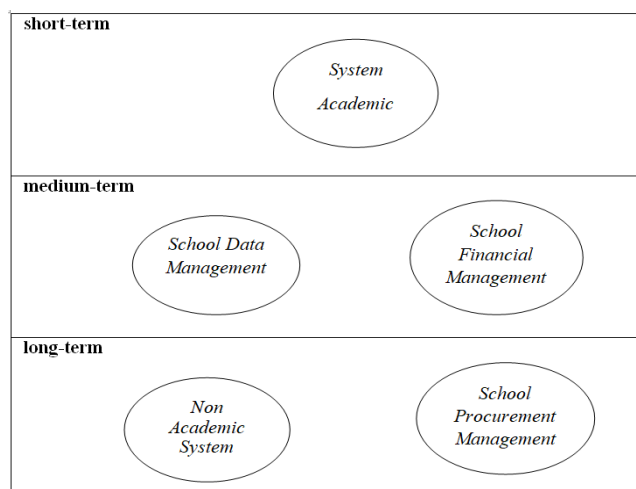 short-term
System
Academic
medium-term
School Data
Management
School
Financial
Management
long-term
Non
Academic
System
School
Procurement
Management